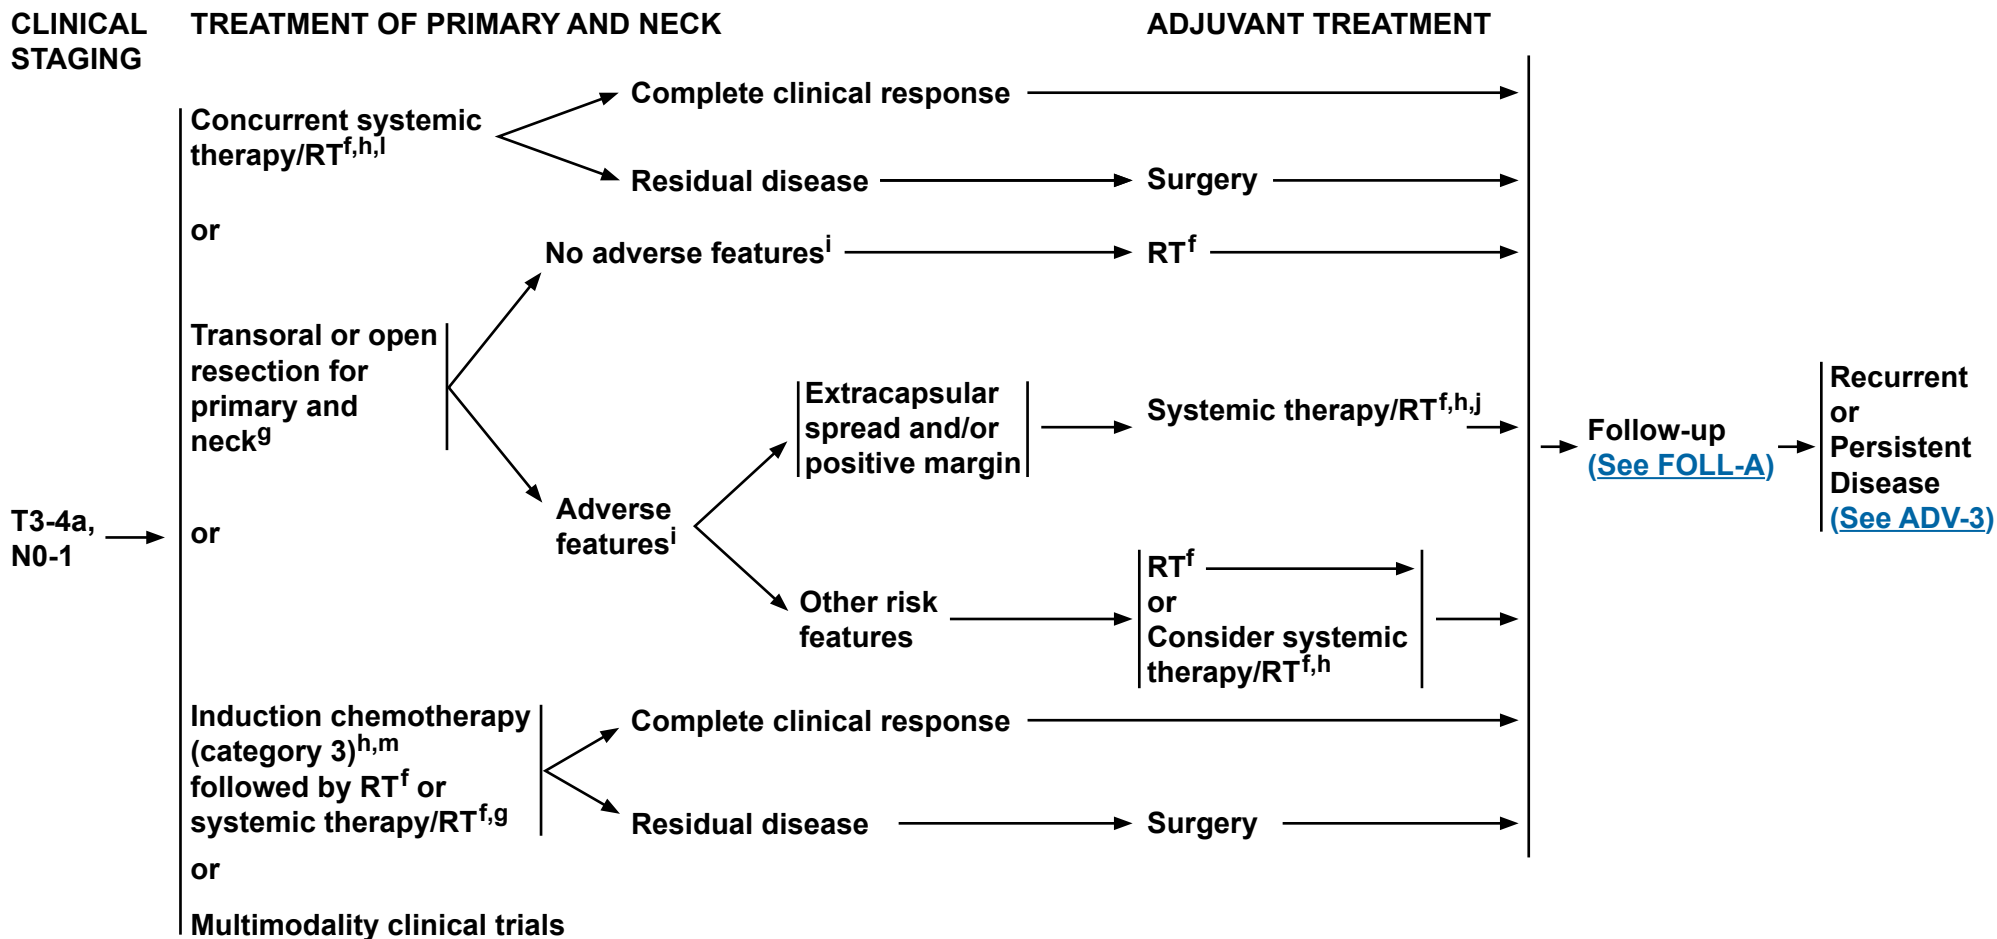 CLINICAL
STAGING
TREATMENT OF PRIMARY AND NECK
ADJUVANT TREATMENT
T3-4a,
N0-1
Concurrent systemic
therapy/RTf,h,l
Complete clinical response
Residual disease
Surgery
or
Transoral or open
resection for
primary and
neckg
No adverse featuresi
RTf
Adverse
featuresi
Extracapsular
spread and/or
positive margin
Systemic therapy/RTf,h,j
Other risk
features
RTf
or
Consider systemic
therapy/RTf,h
or
Induction chemotherapy
(category 3)h,m
followed by RTf or
systemic therapy/RTf,g
Complete clinical response
Residual disease
Surgery
or
Multimodality clinical trials
Follow-up
(See FOLL-A)
Recurrent
or
Persistent
Disease
(See ADV-3)